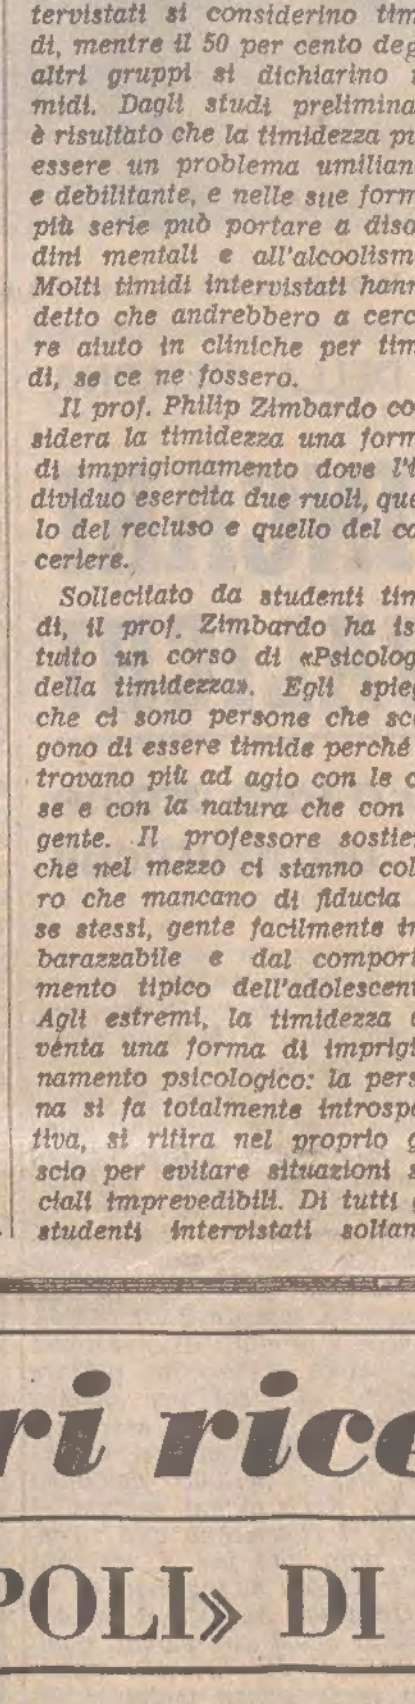 tervistati si considerino tim
di, mentre il 50 per cento deg
altri gruppi si dichiarino t
midi. Dagli studi prelimina
è risultato che la timidezza pu
essere un problema umilian
e debilitante, e nelle sue form
più serie può portare a diso
dini mentali e all'alcoolism
Molti timidi intervistati hann
detto che andrebbero a cerc
re aiuto in cliniche per tim
di, se ce ne fossero.
Il prof. Philip Zimbardo co
sidera la timidezza una form
di imprigionamento dove l'i
dividuo esercita due ruoli, que
lo del recluso e quello del ca
ceriere.
Sollecitato da studenti tim
di, il prof. Zimbardo ha is
tuito un corso di «Psicolog
della timidezza». Egli spieg
che ci sono persone che sce
gono di essere timide perché
trovano più ad agio con le c
se e con la natura che con
gente. Il professore sostie
che nel mezzo ci stanno col
ro che mancano di fiducia
se stessi, gente facilmente i
barazzabile e dal comport
mento tipico dell'adolescent
Agli estremi, la timidezza d
venta una forma di imprigi
namento psicologico: la pers
na si fa totalmente introspe
tiva, si ritira nel proprio g
scio per evitare situazioni s
ciali imprevedibili. Di tutti g
studenti intervistati soltan
ri rice
POLI» DI